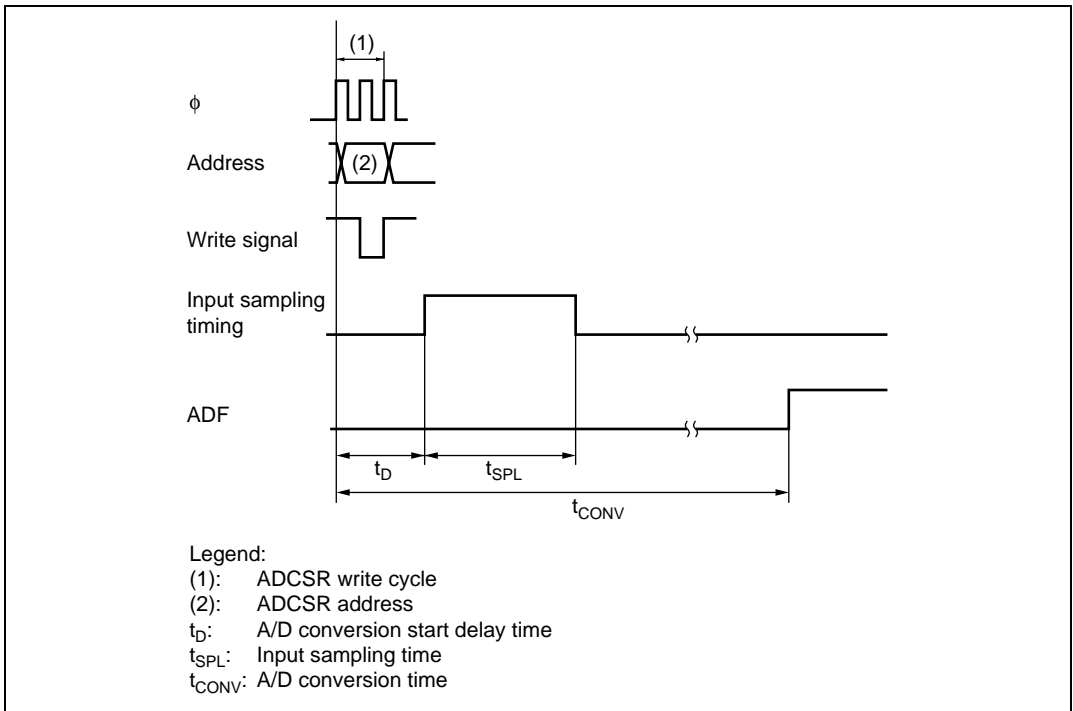 (1)
ϕ
Address
(2)
Write signal
Input sampling
timing
ADF
tD
tSPL
tCONV
Legend:
(1): ADCSR write cycle
(2): ADCSR address
tD: A/D conversion start delay time
tSPL: Input sampling time
tCONV: A/D conversion time